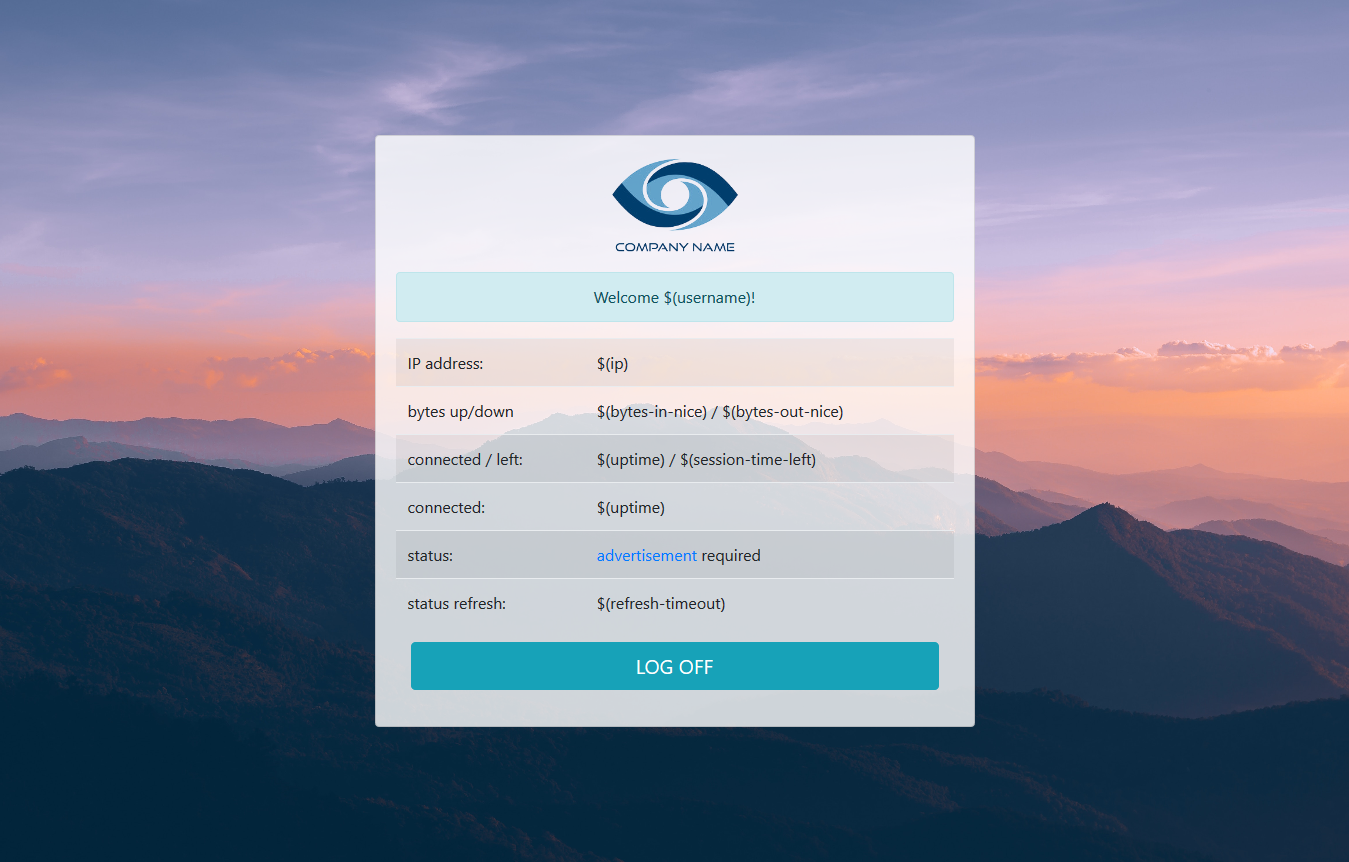 COMPANY NAME
Welcome $(username)!
IP address: $(ip)
bytes up/down $(bytes-in-nice) / $(bytes-out-nice)
connected / left: $(uptime) / $(session-time-left)
connected: $(uptime)
status: advertisement required
status refresh: $(refresh-timeout)
LOG OFF